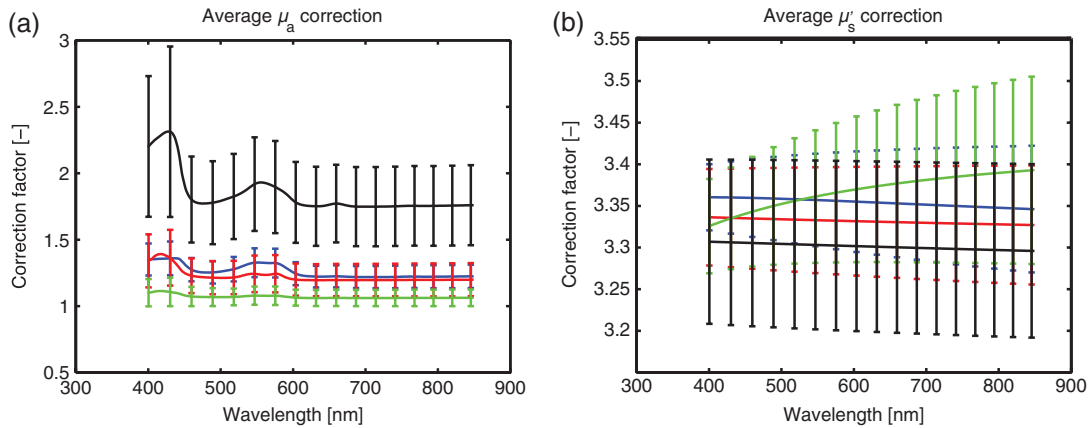 (a)
Average μa correction
3
2.5
2
1.5
1
0.5
300 400 500 600 700 800 900
Correction factor [–]
Wavelength [nm]
(b)
Average μs′ correction
3.55
3.5
3.45
3.4
3.35
3.3
3.25
3.2
300 400 500 600 700 800 900
Correction factor [–]
Wavelength [nm]